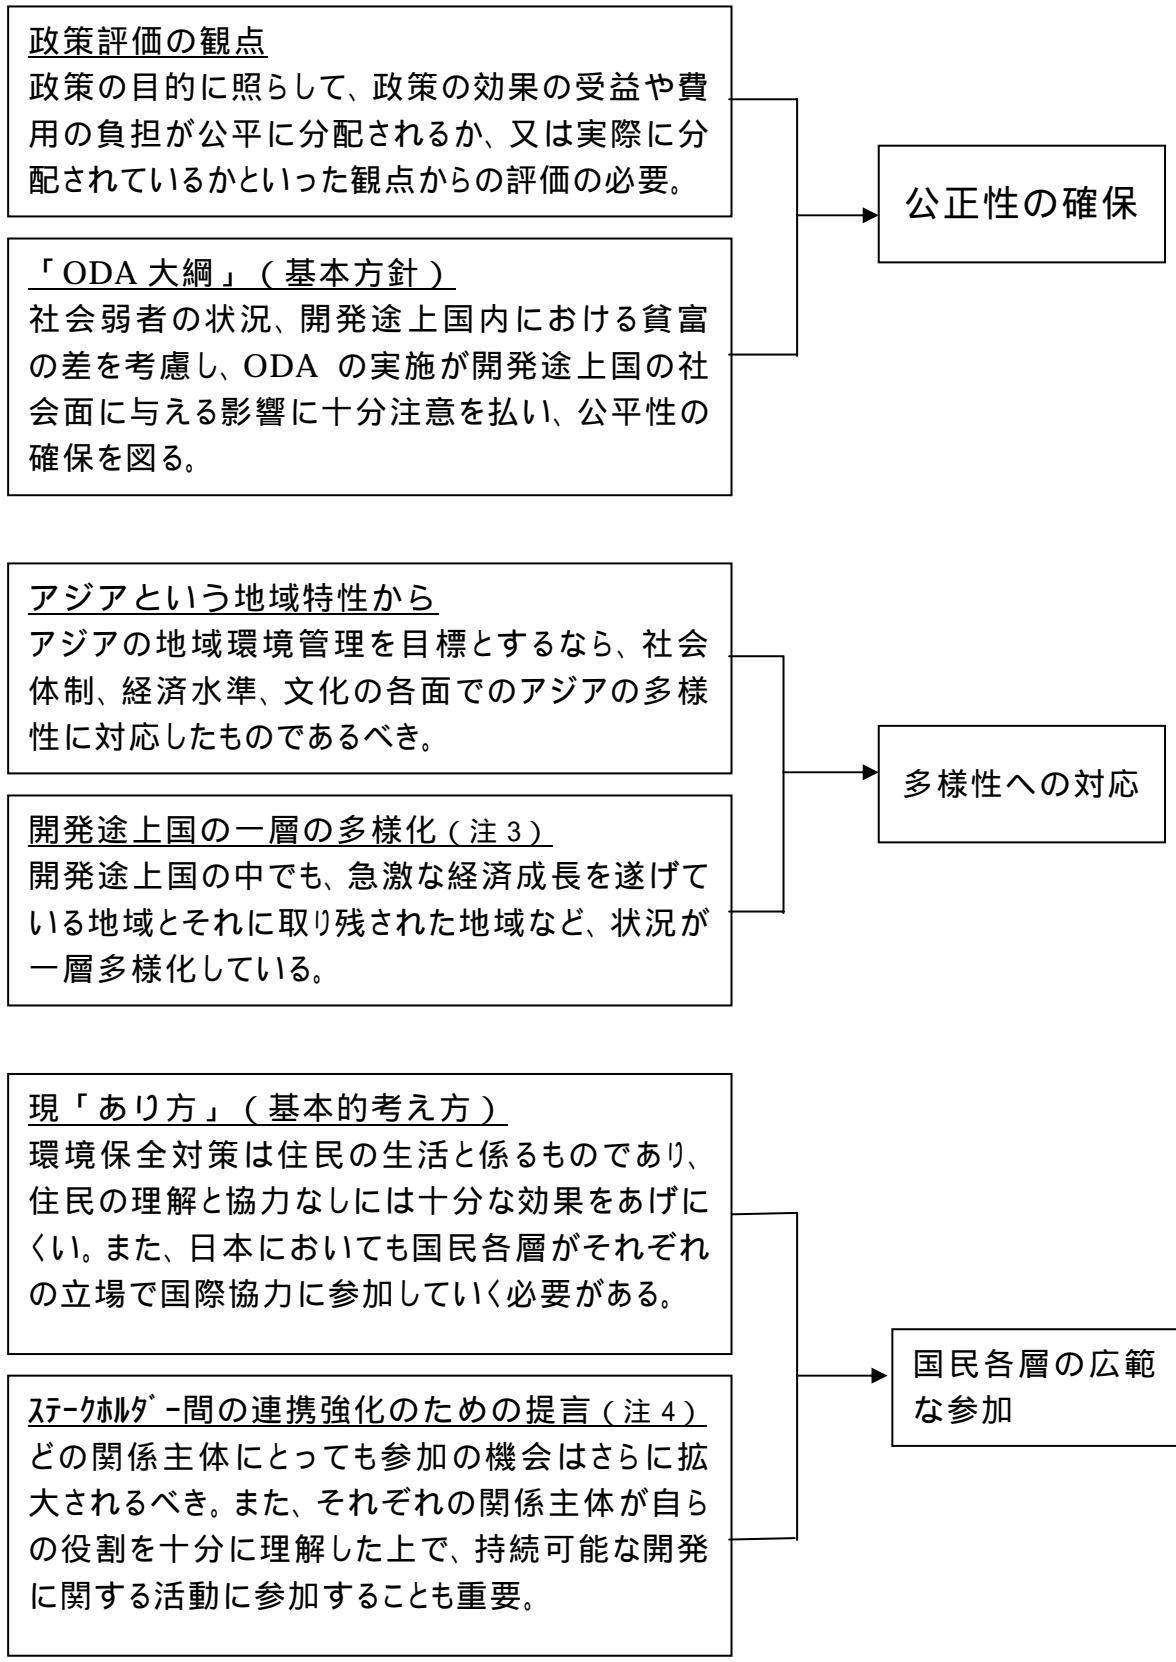 政策評価の観点
政策の目的に照らして、政策の効果の受益や費
用の負担が公平に分配されるか、又は実際に分
配されているかといった観点からの評価の必要。
公正性の確保
「ODA 大綱」（基本方針）
社会弱者の状況、開発途上国内における貧富
の差を考慮し、ODA の実施が開発途上国の社
会面に与える影響に十分注意を払い、公平性の
確保を図る。
アジアという地域特性から
アジアの地域環境管理を目標とするなら、社会
体制、経済水準、文化の各面でのアジアの多様
性に対応したものであるべき。
多様性への対応
開発途上国の一層の多様化（注３）
開発途上国の中でも、急激な経済成長を遂げて
いる地域とそれに取り残された地域など、状況が
一層多様化している。
現「あり方」（基本的考え方）
環境保全対策は住民の生活と係るものであり、
住民の理解と協力なしには十分な効果をあげに
くい。また、日本においても国民各層がそれぞれ
の立場で国際協力に参加していく必要がある。
国民各層の広範
な参加
ｽﾃｰｸﾎﾙﾀﾞｰ間の連携強化のための提言（注４）
どの関係主体にとっても参加の機会はさらに拡
大されるべき。また、それぞれの関係主体が自ら
の役割を十分に理解した上で、持続可能な開発
に関する活動に参加することも重要。